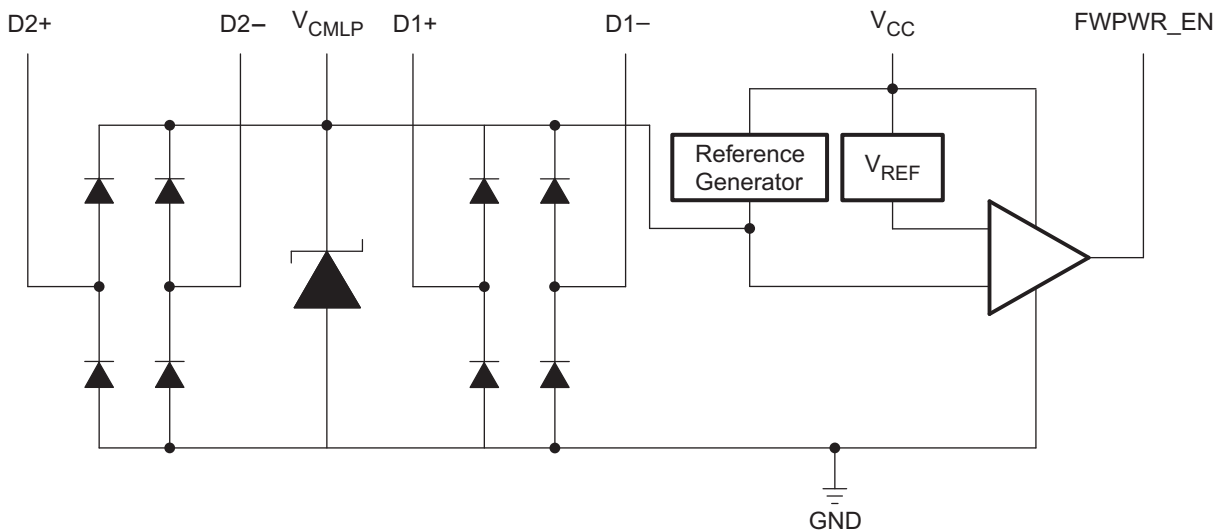 D2+
D2–
VCMLP
D1+
D1–
VCC
FWPWR_EN
Reference
Generator
VREF
GND